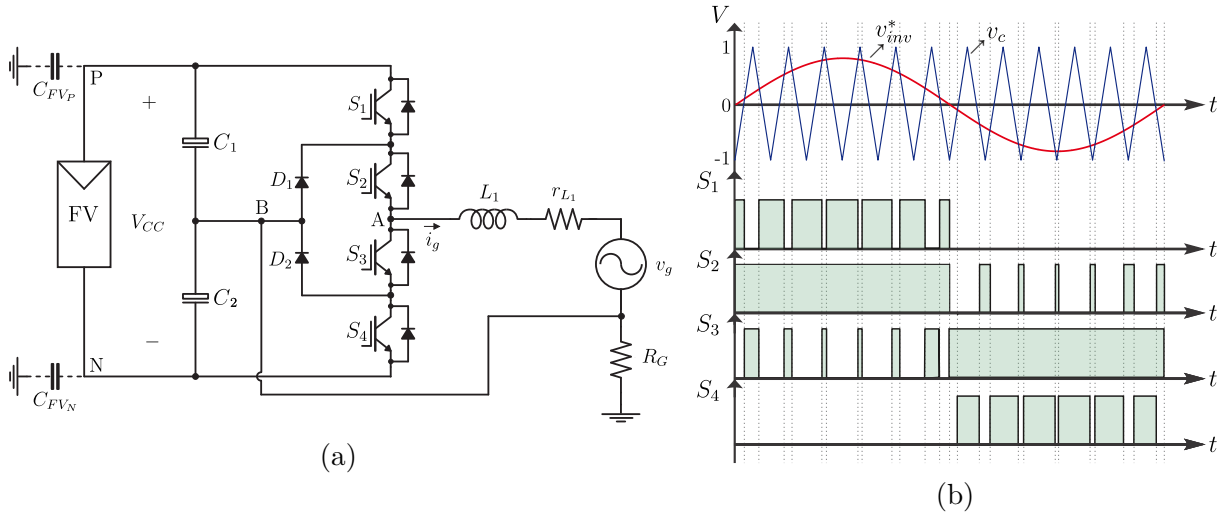 C_{FV_P}
P
+
C_1
S_1
D_1
S_2
FV
V_{CC}
B
A
i_g
L_1
r_{L_1}
v_g
D_2
S_3
C_2
S_4
−
N
C_{FV_N}
R_G
(a)
V
v^*_{inv}
v_c
1
0
t
-1
S_1
t
S_2
t
S_3
t
S_4
t
(b)